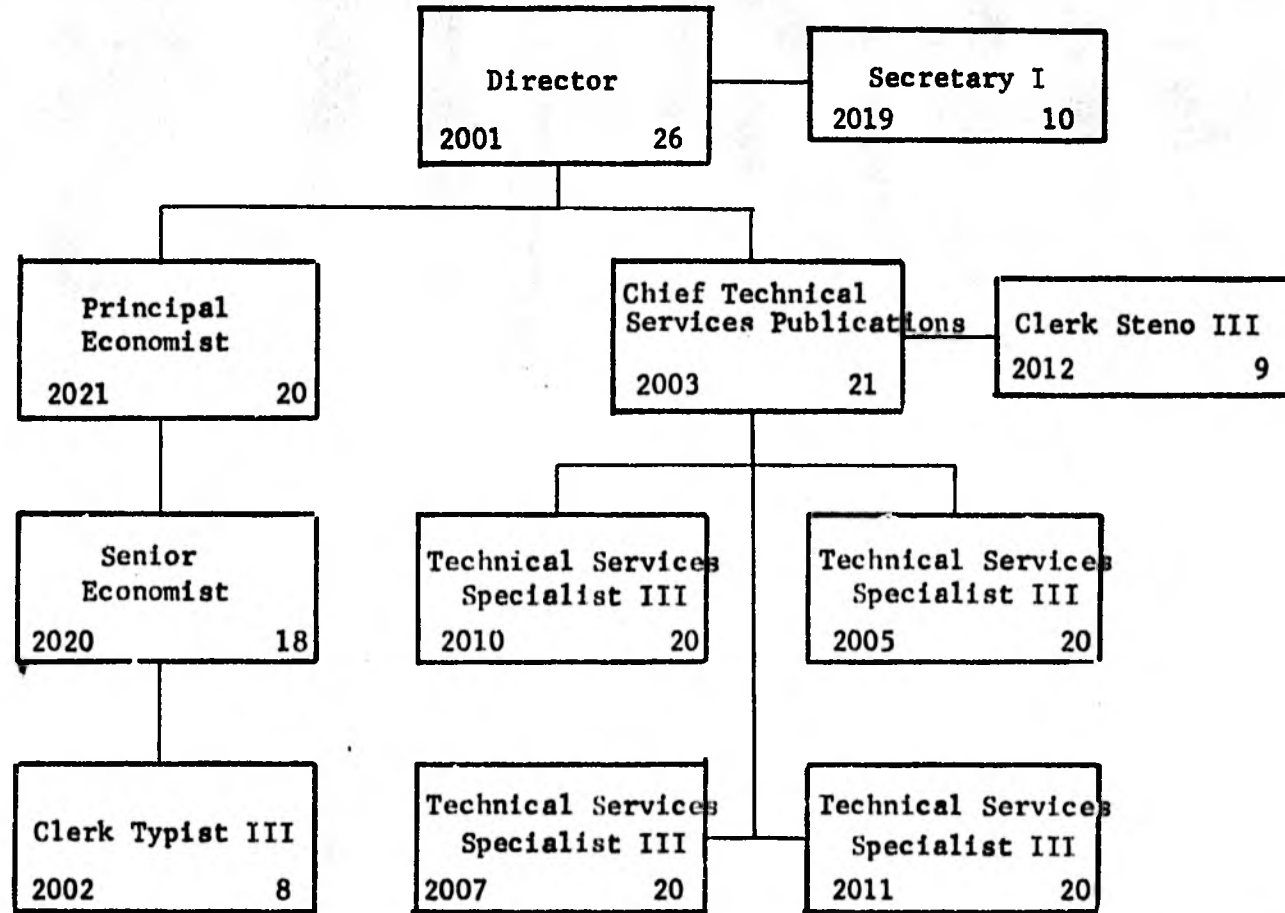 Director
2001 26
Secretary I
2019 10
Principal
Economist
2021 20
Chief Technical
Services Publications
2003 21
Clerk Steno III
2012 9
Senior
Economist
2020 18
Technical Services
Specialist III
2010 20
Technical Services
Specialist III
2005 20
Clerk Typist III
2002 8
Technical Services
Specialist III
2007 20
Technical Services
Specialist III
2011 20